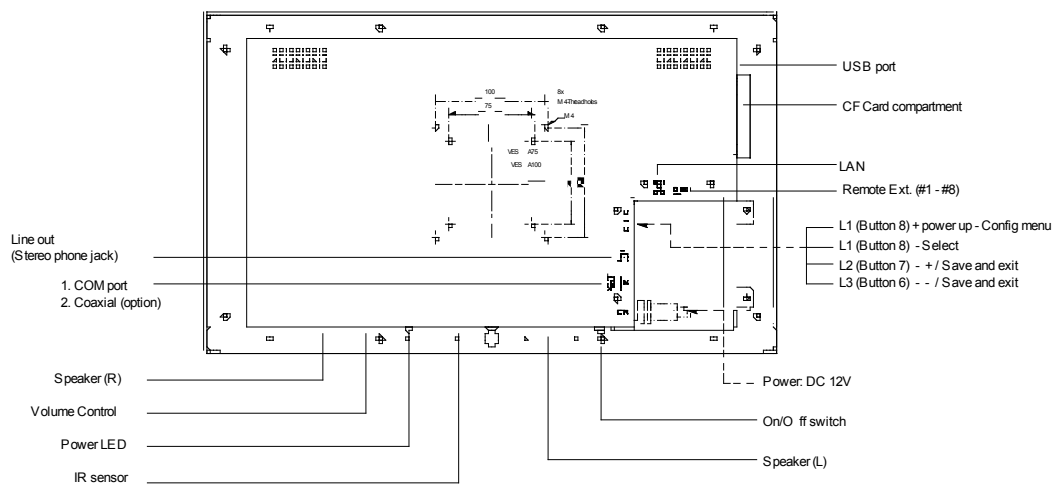 100
75
8x
M 4-Threadholes
M 4
VES A75
VES A100
USB port
CF Card compartment
LAN
Remote Ext. (#1 - #8)
L1 (Button 8) + power up - Config menu
L1 (Button 8) - Select
L2 (Button 7) - + / Save and exit
L3 (Button 6) - - / Save and exit
Line out
(Stereo phone jack)
1. COM port
2. Coaxial (option)
Speaker (R)
Volume Control
Power LED
IR sensor
Power: DC 12V
On/O ff switch
Speaker (L)